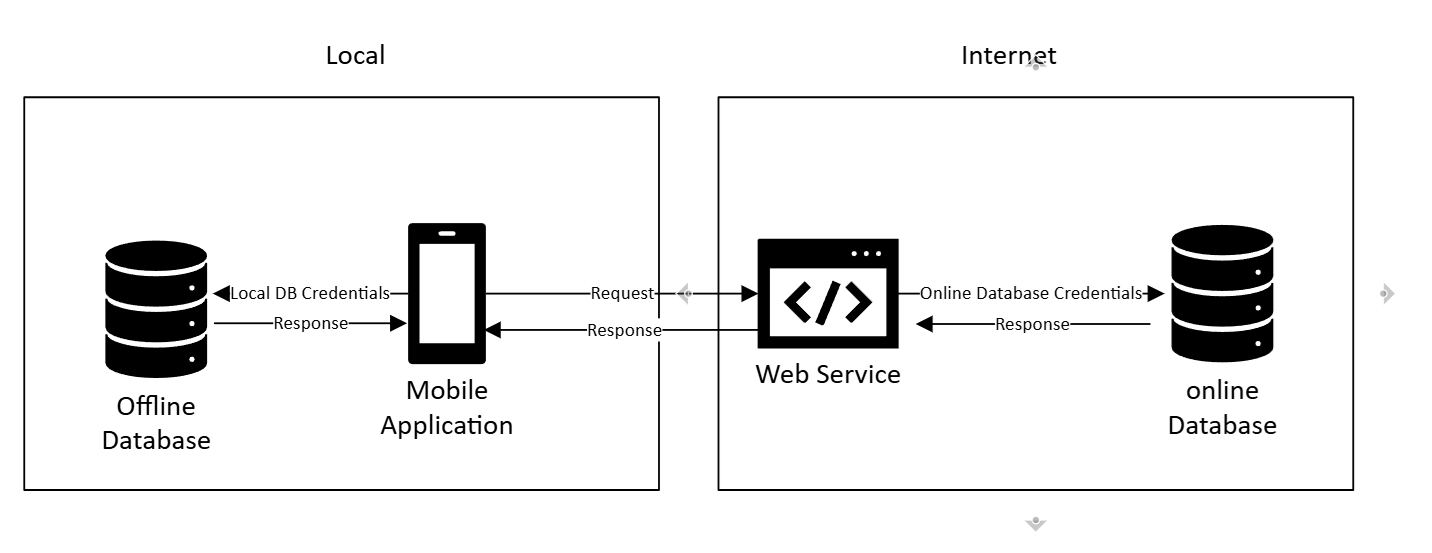 Local
Internet
Local DB Credentials
Response
Request
Response
Online Database Credentials
Response
Offline
Database
Mobile
Application
Web Service
online
Database